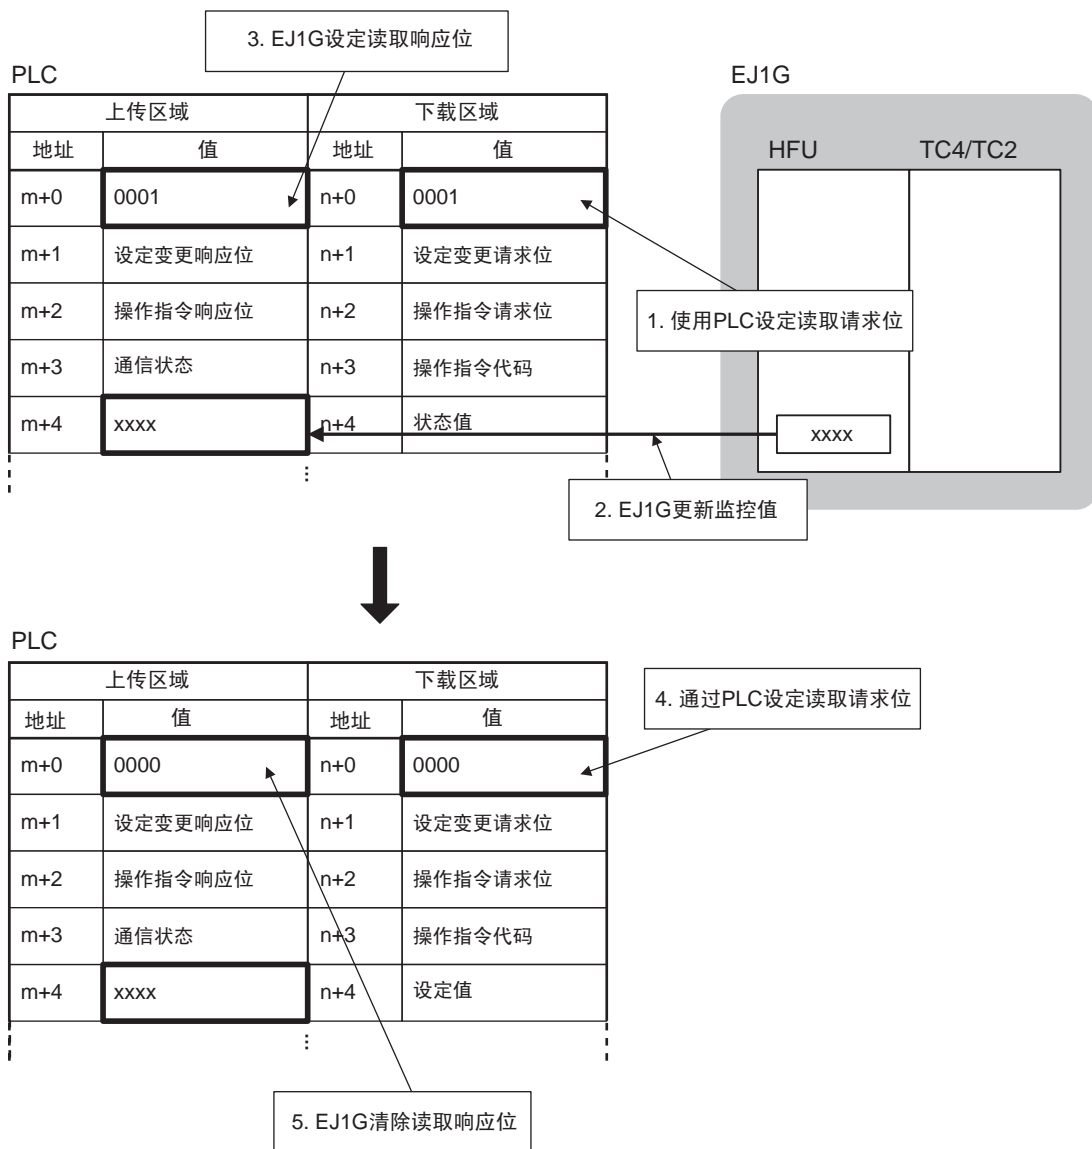 3. EJ1G设定读取响应位
PLC
EJ1G
上传区域 下载区域
地址 值 地址 值
HFU TC4/TC2
m+0 0001 n+0 0001
m+1 设定变更响应位 n+1 设定变更请求位
m+2 操作指令响应位 n+2 操作指令请求位
1. 使用PLC设定读取请求位
m+3 通信状态 n+3 操作指令代码
m+4 xxxx n+4 状态值
xxxx
2. EJ1G更新监控值
PLC
上传区域 下载区域
4. 通过PLC设定读取请求位
地址 值 地址 值
m+0 0000 n+0 0000
m+1 设定变更响应位 n+1 设定变更请求位
m+2 操作指令响应位 n+2 操作指令请求位
m+3 通信状态 n+3 操作指令代码
m+4 xxxx n+4 设定值
5. EJ1G清除读取响应位